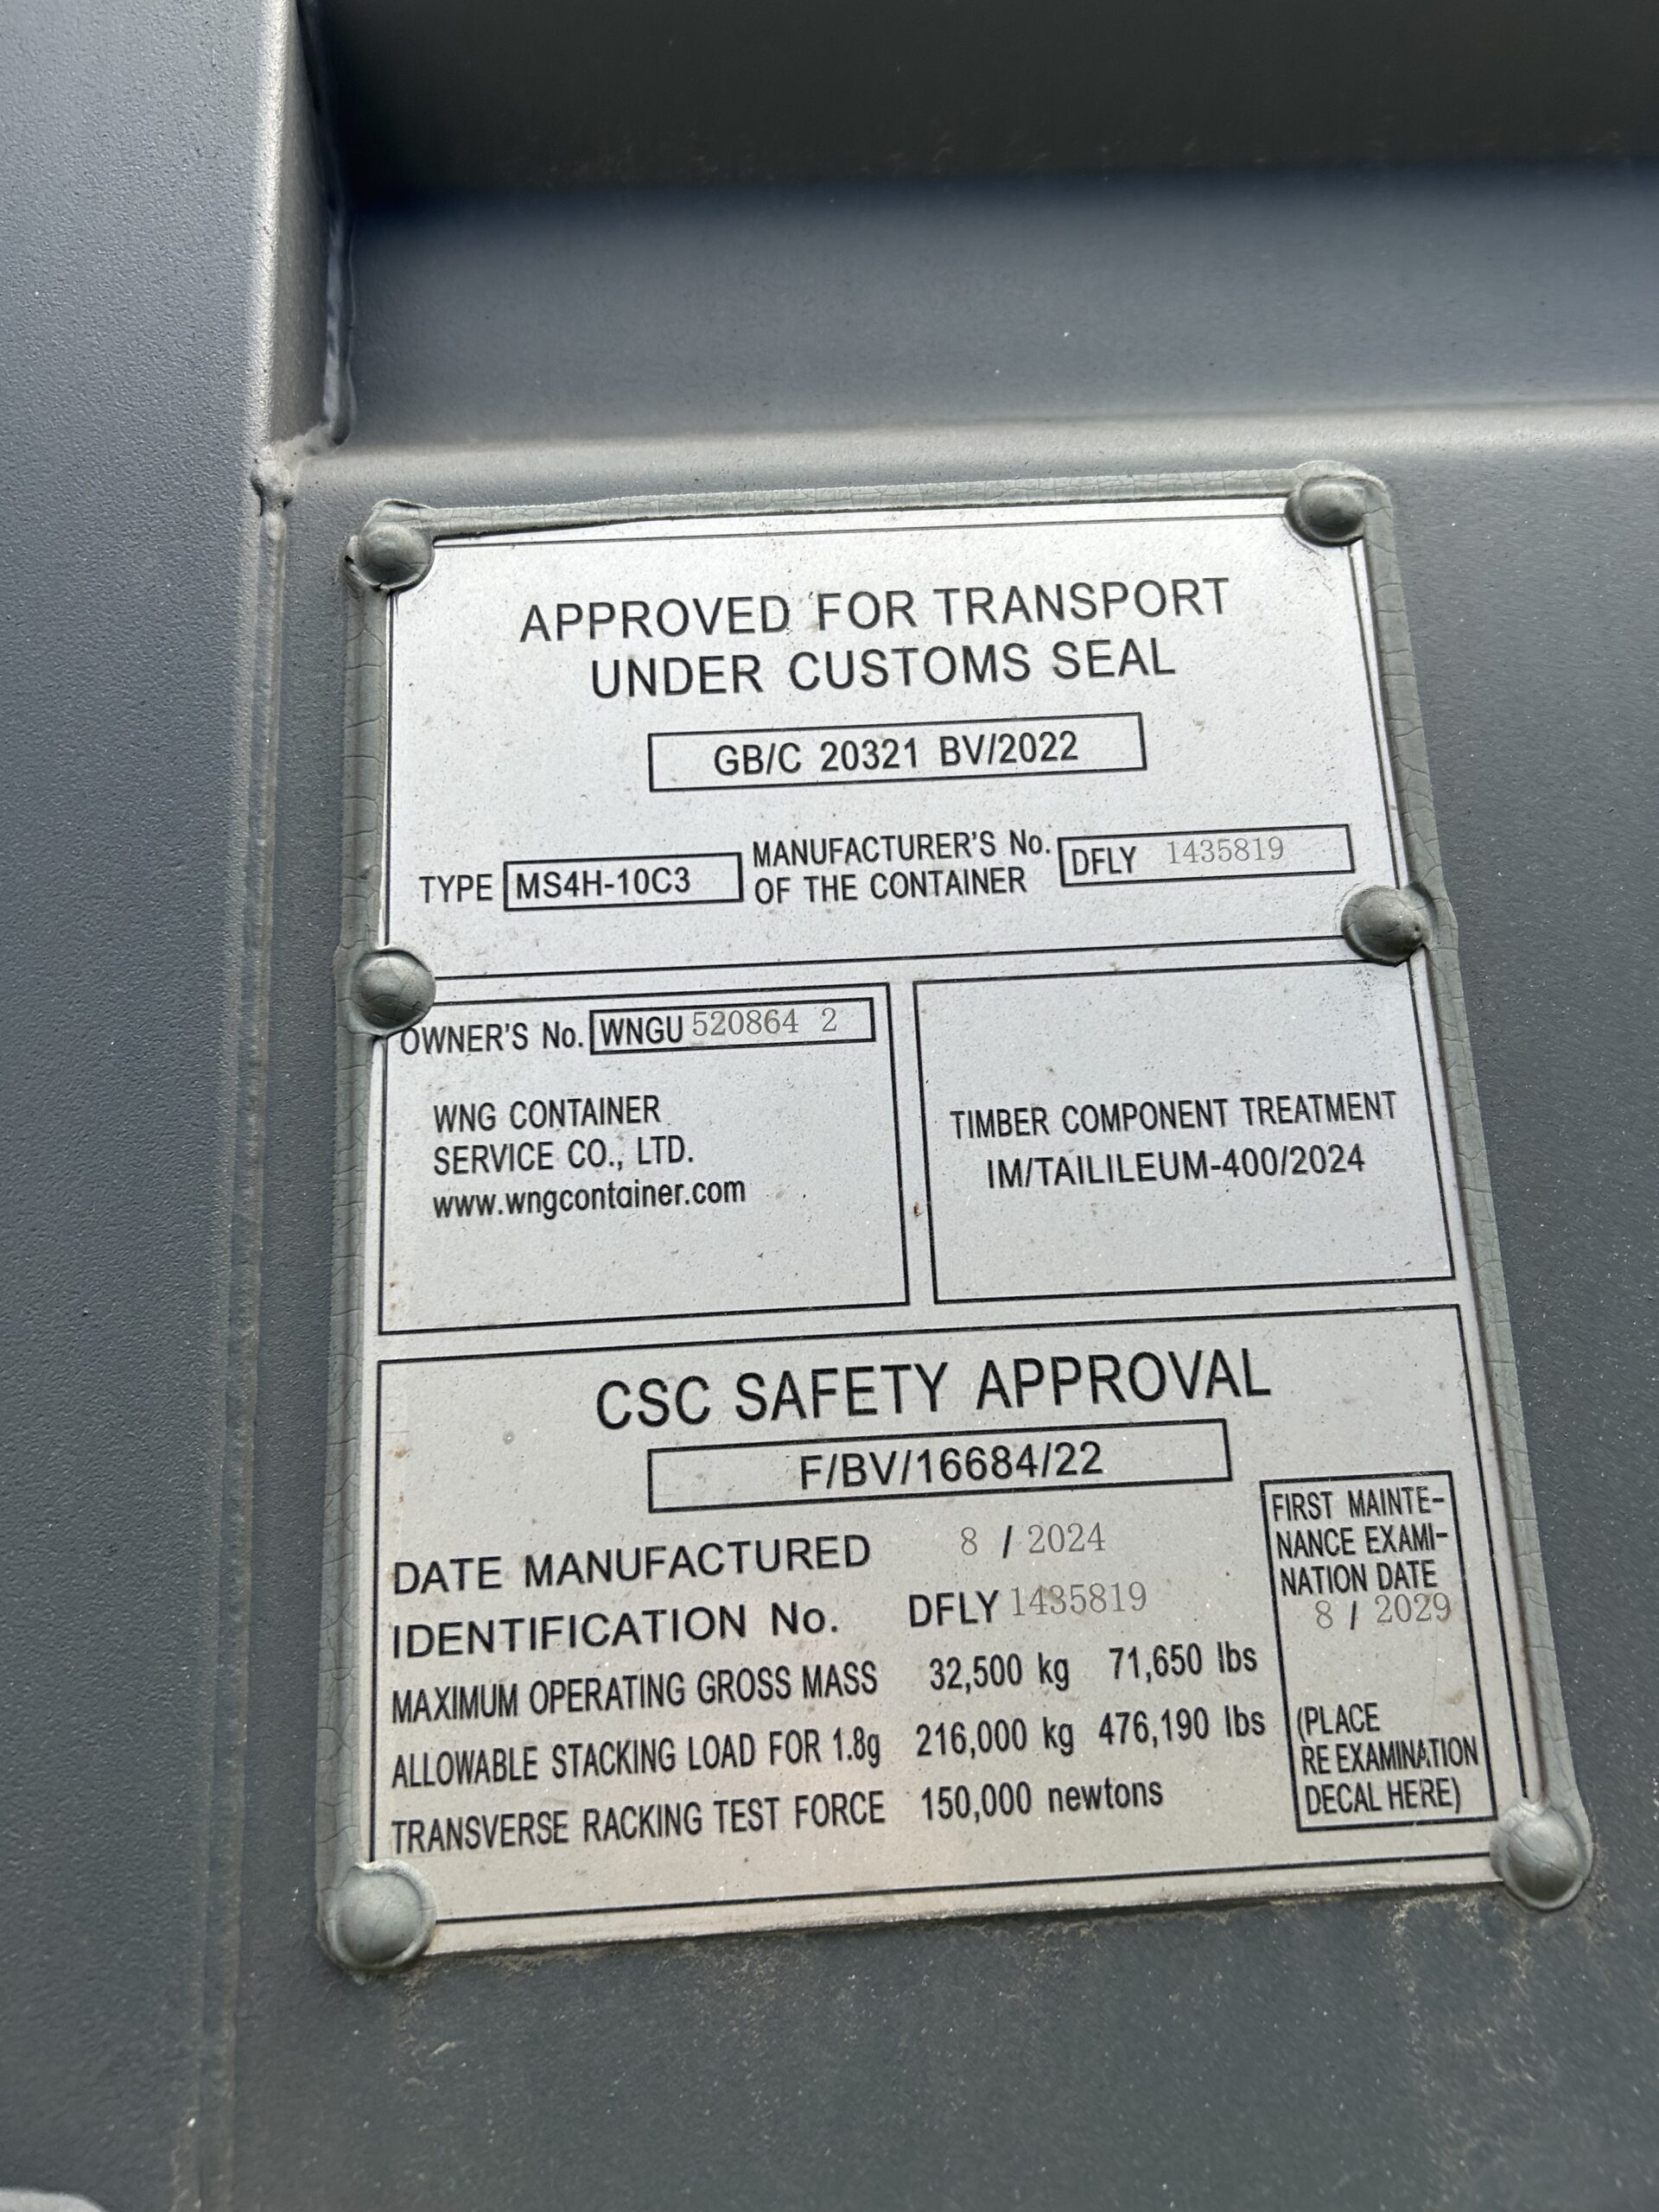 APPROVED FOR TRANSPORT
UNDER CUSTOMS SEAL
GB/C 20321 BV/2022
TYPE MS4H-10C3 MANUFACTURER'S No. OF THE CONTAINER DFLY 1435819
OWNER'S No. WNGU 520864 2
WNG CONTAINER
SERVICE CO., LTD.
www.wngcontainer.com
TIMBER COMPONENT TREATMENT
IM/TAILILEUM-400/2024
CSC SAFETY APPROVAL
F/BV/16684/22
DATE MANUFACTURED 8 / 2024
IDENTIFICATION No. DFLY 1435819
MAXIMUM OPERATING GROSS MASS 32,500 kg 71,650 lbs
ALLOWABLE STACKING LOAD FOR 1.8g 216,000 kg 476,190 lbs
TRANSVERSE RACKING TEST FORCE 150,000 newtons
FIRST MAINTE-
NANCE EXAMI-
NATION DATE
8 / 2029
(PLACE
RE EXAMINATION
DECAL HERE)